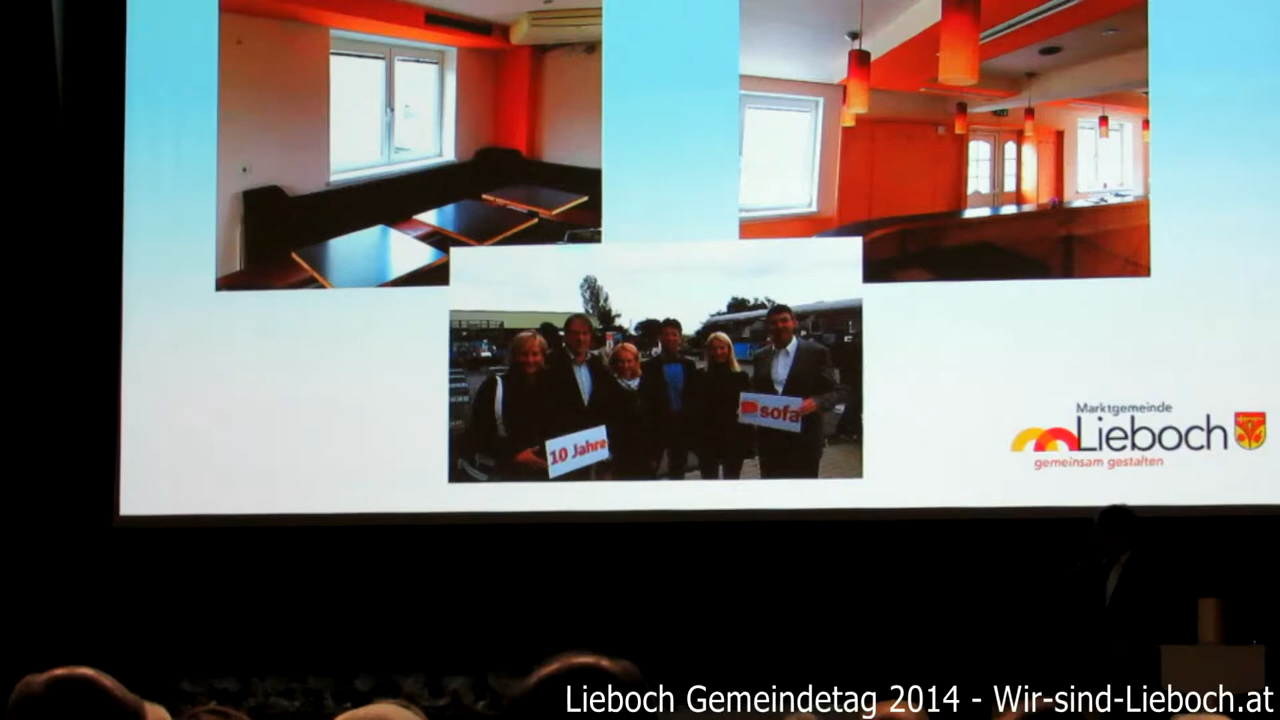 10 Jahre
sofa
Marktgemeinde
Lieboch
gemeinsam gestalten
Lieboch Gemeindetag 2014 - Wir-sind-Lieboch.at